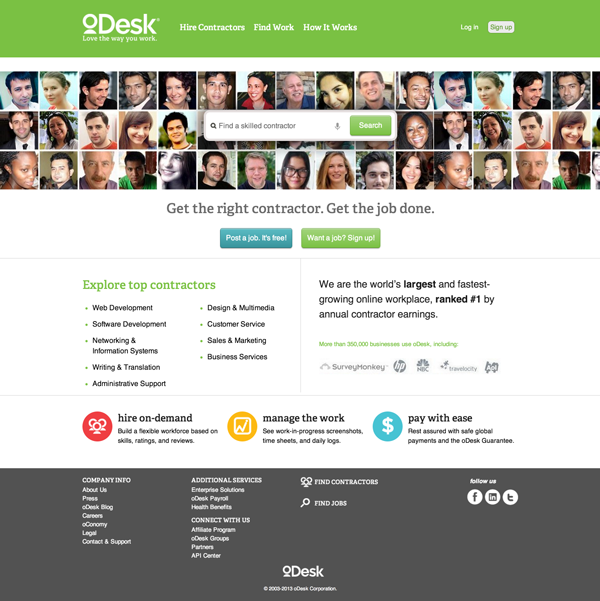 oDesk
Love the way you work.
Hire Contractors Find Work How It Works
Log in Sign up
Find a skilled contractor Search
Get the right contractor. Get the job done.
Post a job. It's free! Want a job? Sign up!
Explore top contractors
Web Development
Software Development
Networking &
Information Systems
Writing & Translation
Administrative Support
Design & Multimedia
Customer Service
Sales & Marketing
Business Services
We are the world's largest and fastest-
growing online workplace, ranked #1 by
annual contractor earnings.
More than 350,000 businesses use oDesk, including:
SurveyMonkey hp NBC travelocity
hire on-demand
Build a flexible workforce based on
skills, ratings, and reviews.
manage the work
See work-in-progress screenshots,
time sheets, and daily logs.
$
pay with ease
Rest assured with safe global
payments and the oDesk Guarantee.
COMPANY INFO
About Us
Press
oDesk Blog
Careers
oConomy
Legal
Contact & Support
ADDITIONAL SERVICES
Enterprise Solutions
oDesk Payroll
Health Benefits
CONNECT WITH US
Affiliate Program
oDesk Groups
Partners
API Center
FIND CONTRACTORS
FIND JOBS
follow us
f in t
oDesk
© 2003-2013 oDesk Corporation.